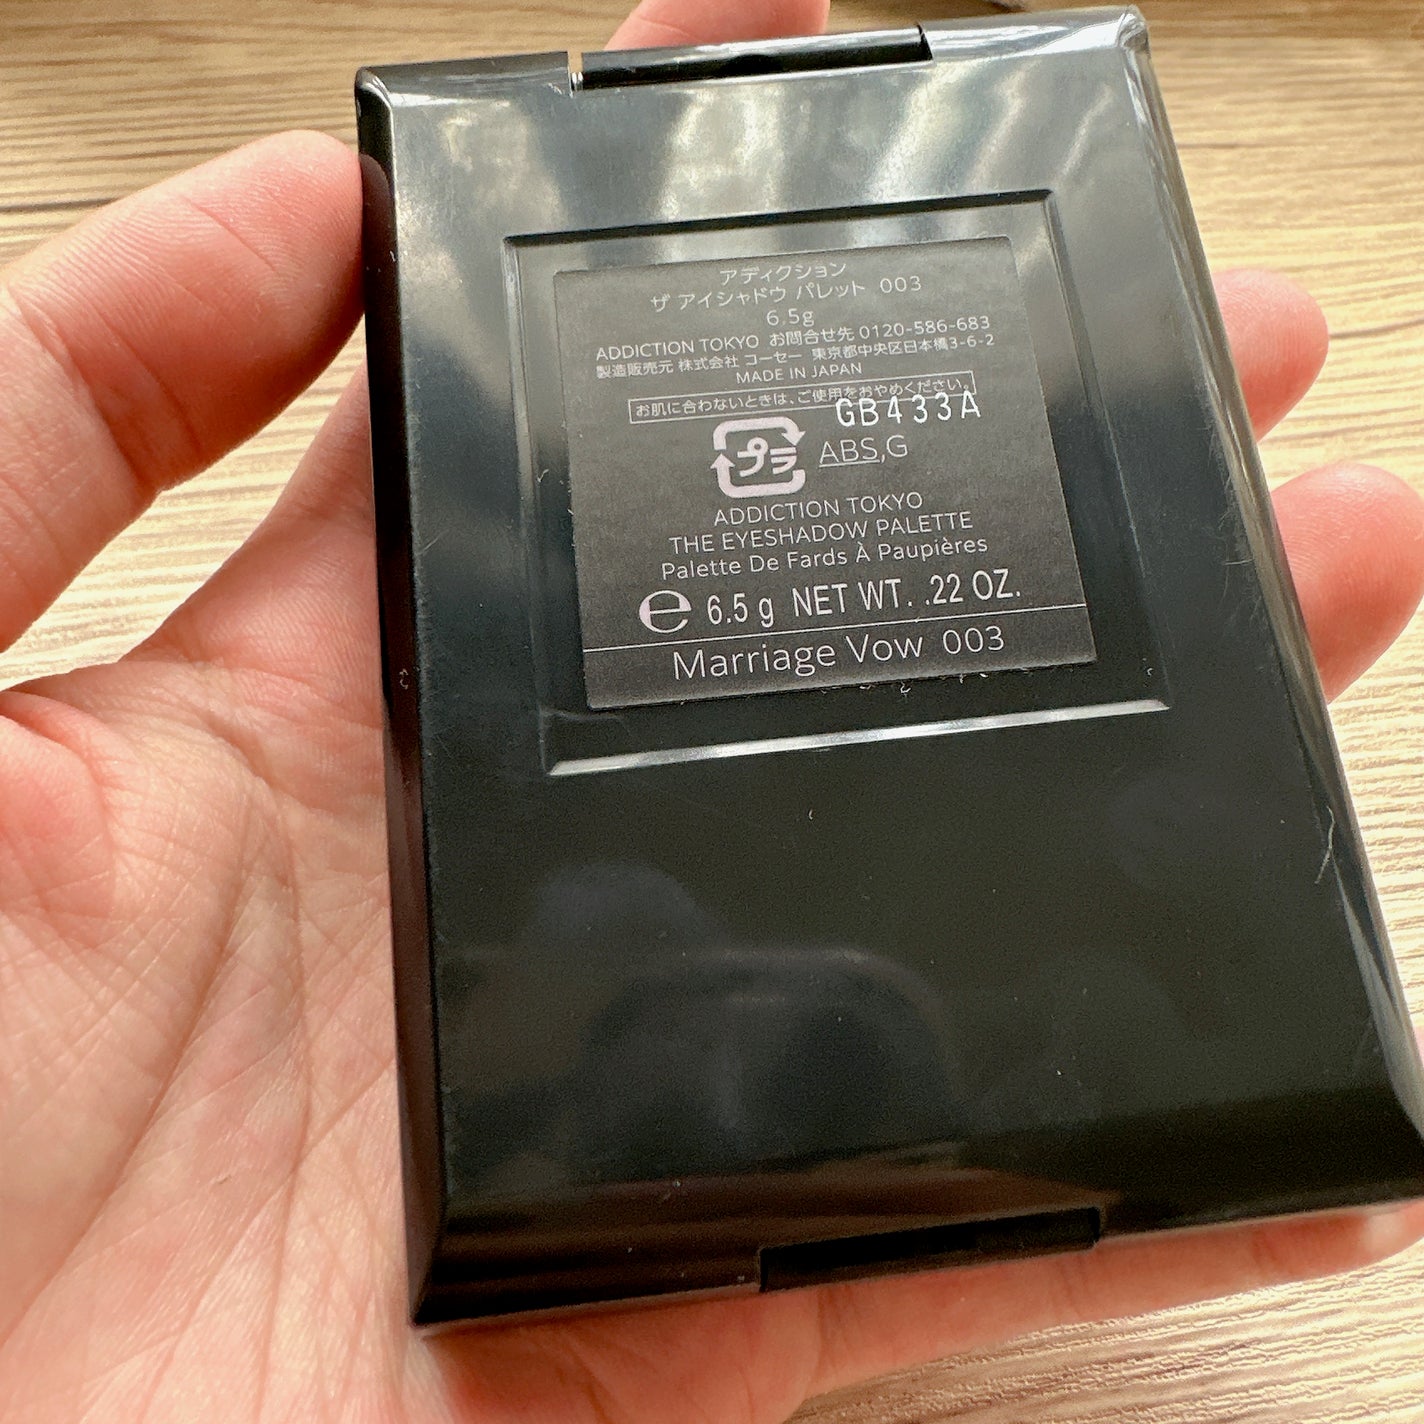 アディクション
ザ アイシャドウ パレット 003
6.5g
ADDICTION TOKYO お問合せ先 0120-586-683
製造販売元 株式会社 コーセー 東京都中央区日本橋3-6-2
MADE IN JAPAN
お肌に合わないときは、ご使用をおやめください。
GB433A
プラ ABS,G
ADDICTION TOKYO
THE EYESHADOW PALETTE
Palette De Fards À Paupières
℮ 6.5 g NET WT. .22 OZ.
Marriage Vow 003